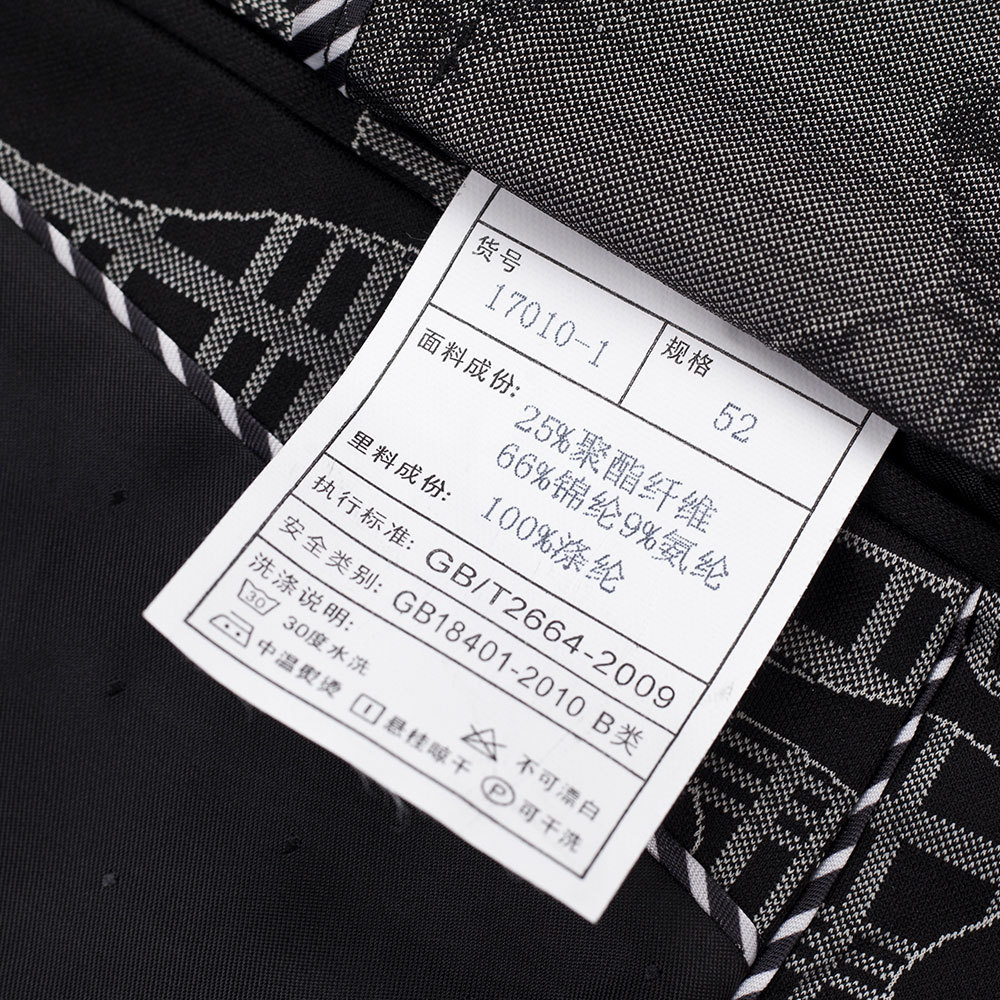 货号
17010-1
规格
52
面料成份:
25%聚酯纤维
66%锦纶9%氨纶
里料成份:
100%涤纶
执行标准: GB/T2664-2009
安全类别: GB18401-2010 B类
洗涤说明:
30 30度水洗
不可漂白
中温熨烫
悬挂晾干
P 可干洗